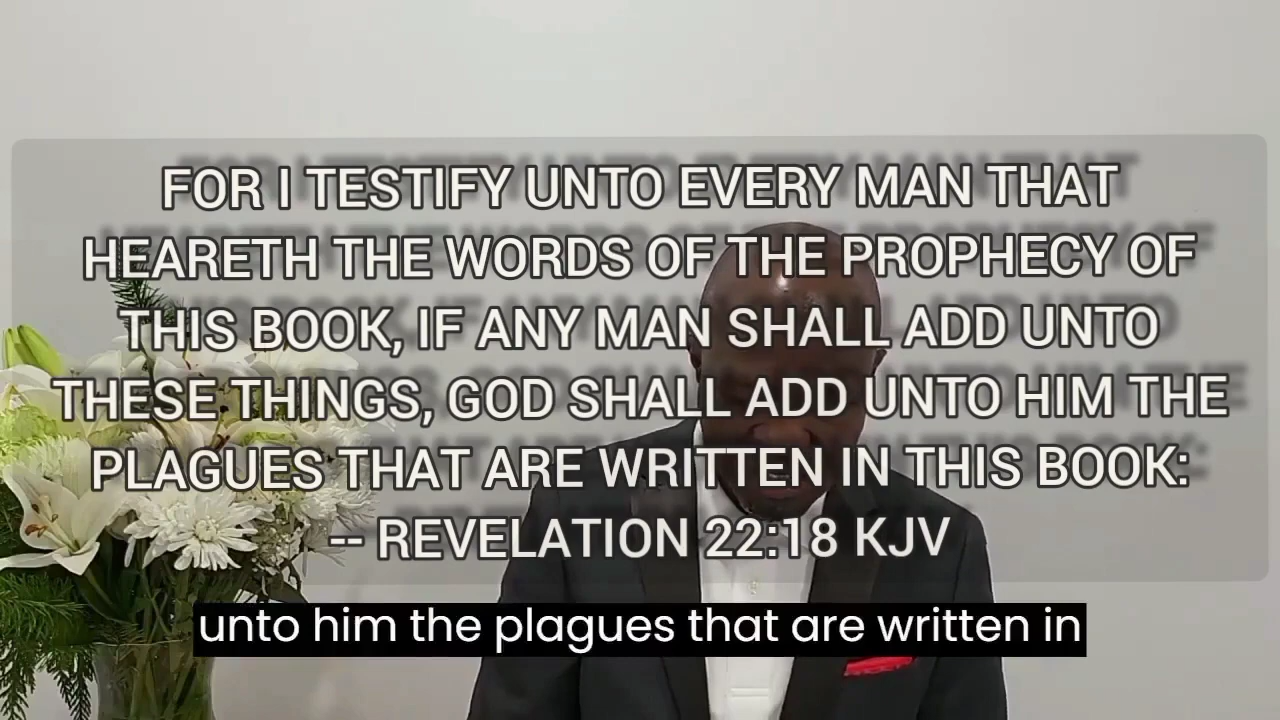 FOR I TESTIFY UNTO EVERY MAN THAT
HEARETH THE WORDS OF THE PROPHECY OF
THIS BOOK, IF ANY MAN SHALL ADD UNTO
THESE THINGS, GOD SHALL ADD UNTO HIM THE
PLAGUES THAT ARE WRITTEN IN THIS BOOK:
-- REVELATION 22:18 KJV
unto him the plagues that are written in